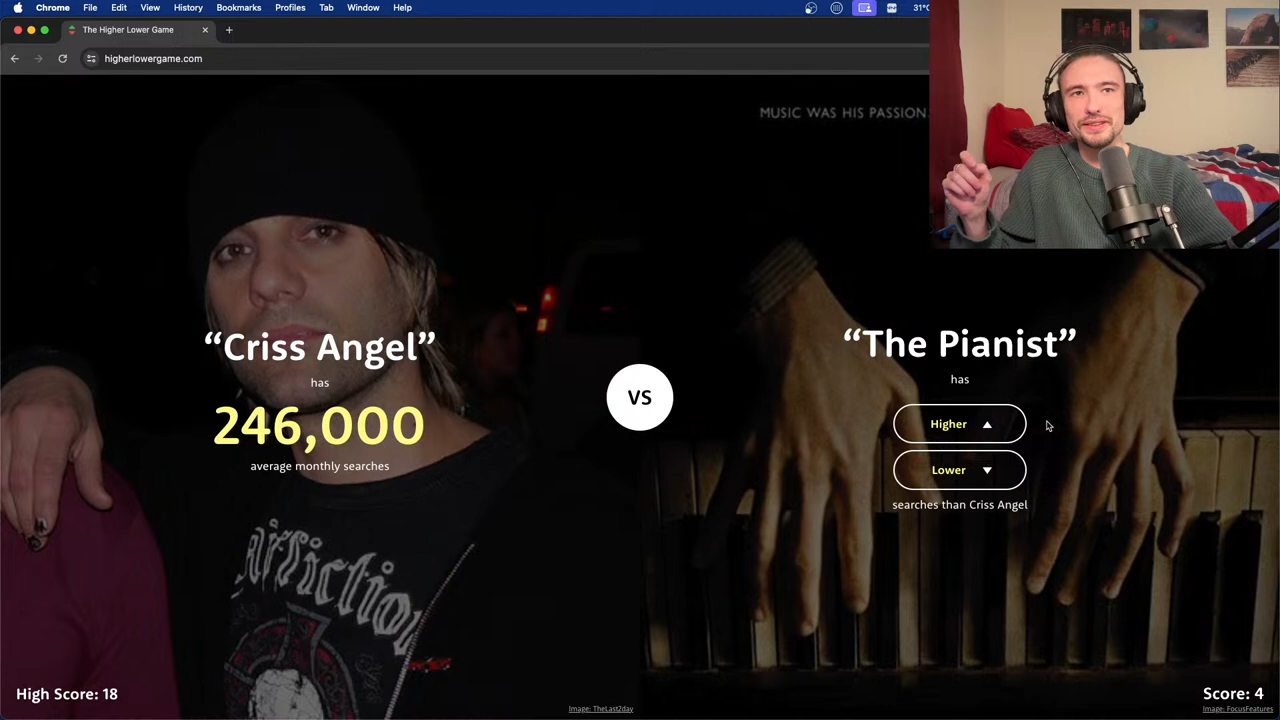 Chrome File Edit View History Bookmarks Profiles Tab Window Help
31°
The Higher Lower Game
higherlowergame.com
MUSIC WAS HIS PASSION
“Criss Angel”
has
246,000
average monthly searches
Affliction
VS
“The Pianist”
has
Higher
Lower
searches than Criss Angel
High Score: 18
Image: TheLast2day
Score: 4
Image: FocusFeatures